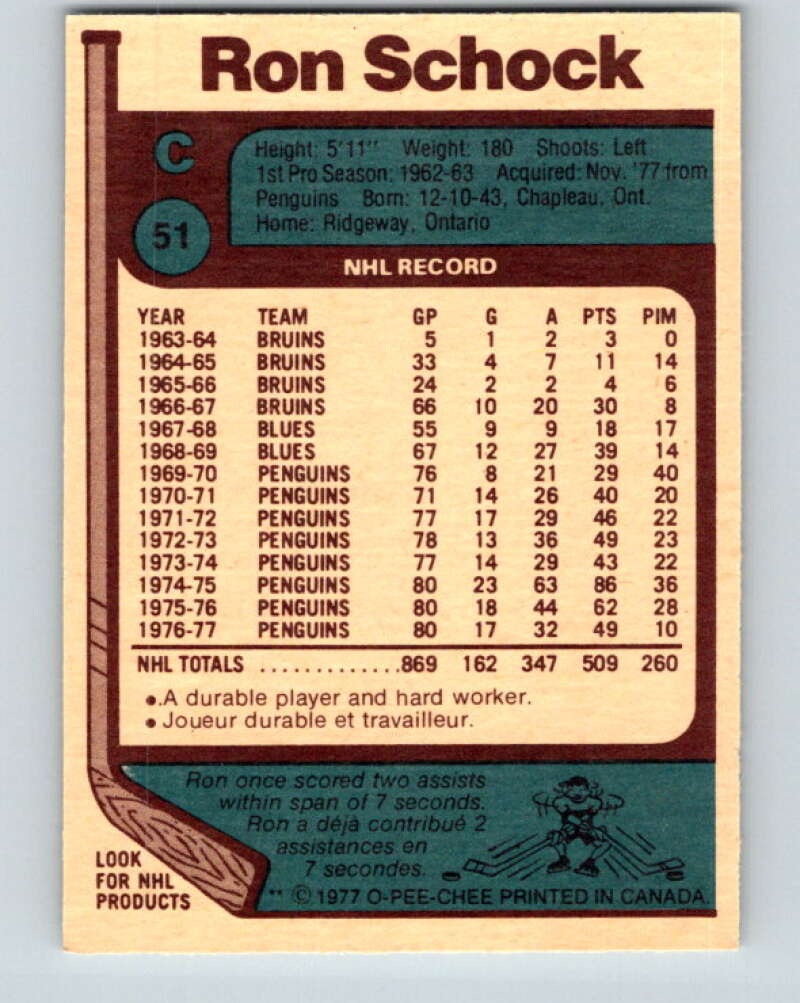 Ron Schock
C
Height: 5'11" Weight: 180 Shoots: Left
1st Pro Season: 1962-63 Acquired: Nov. '77 from
Penguins Born: 12-10-43, Chapleau, Ont.
Home: Ridgeway, Ontario
51
NHL RECORD
YEAR TEAM GP G A PTS PIM
1963-64 BRUINS 5 1 2 3 0
1964-65 BRUINS 33 4 7 11 14
1965-66 BRUINS 24 2 2 4 6
1966-67 BRUINS 66 10 20 30 8
1967-68 BLUES 55 9 9 18 17
1968-69 BLUES 67 12 27 39 14
1969-70 PENGUINS 76 8 21 29 40
1970-71 PENGUINS 71 14 26 40 20
1971-72 PENGUINS 77 17 29 46 22
1972-73 PENGUINS 78 13 36 49 23
1973-74 PENGUINS 77 14 29 43 22
1974-75 PENGUINS 80 23 63 86 36
1975-76 PENGUINS 80 18 44 62 28
1976-77 PENGUINS 80 17 32 49 10
NHL TOTALS .............869 162 347 509 260
•.A durable player and hard worker.
• Joueur durable et travailleur.
Ron once scored two assists
within span of 7 seconds.
Ron a déjà contribué 2
assistances en
7 secondes.
LOOK
FOR NHL
PRODUCTS
** © 1977 O-PEE-CHEE PRINTED IN CANADA.